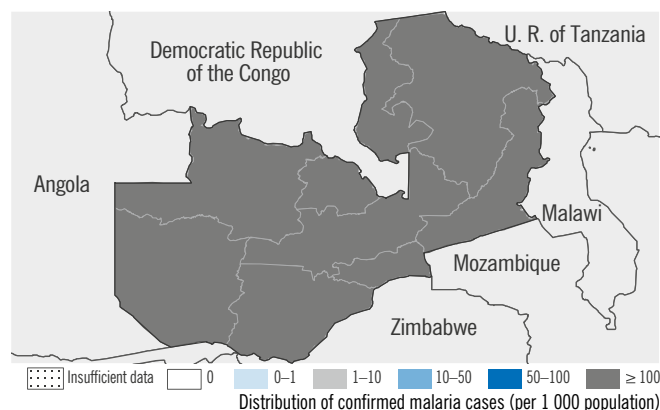 U. R. of Tanzania
Democratic Republic
of the Congo
Angola
Malawi
Mozambique
Zimbabwe
Insufficient data 0 0–1 1–10 10–50 50–100 ≥ 100
Distribution of confirmed malaria cases (per 1 000 population)